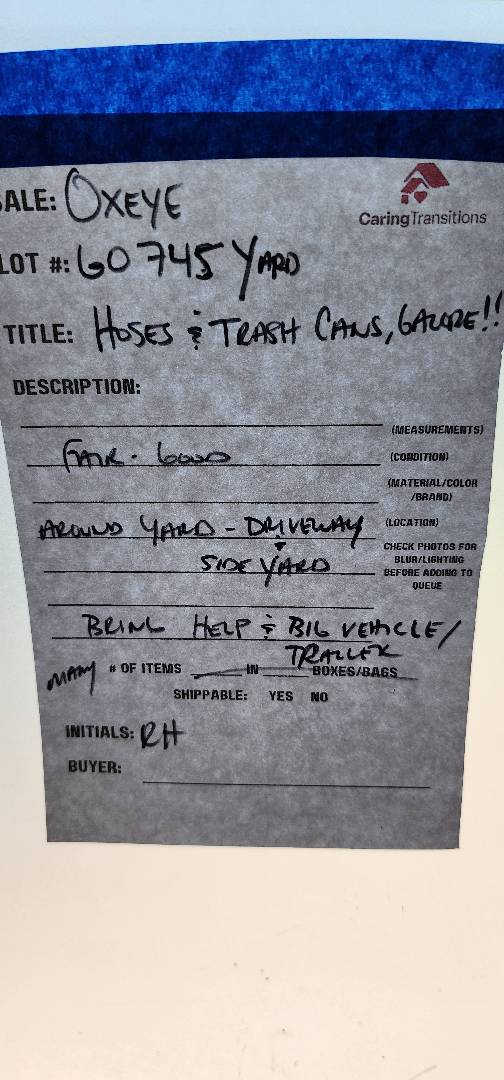 ALE: OXEYE
CaringTransitions
LOT #: 60745 YARD
TITLE: HOSES & TRASH CANS, GALORE!!
DESCRIPTION:
(MEASUREMENTS)
FAIR - GOOD (CONDITION)
(MATERIAL/COLOR
/BRAND)
AROUND YARD - DRIVEWAY (LOCATION)
& SIDE YARD
CHECK PHOTOS FOR
BLUR/LIGHTING
BEFORE ADDING TO
QUEUE
BRING HELP & BIG VEHICLE/
TRAILER
MANY # OF ITEMS ____ IN ____ BOXES/BAGS
SHIPPABLE: YES NO
INITIALS: RH
BUYER: